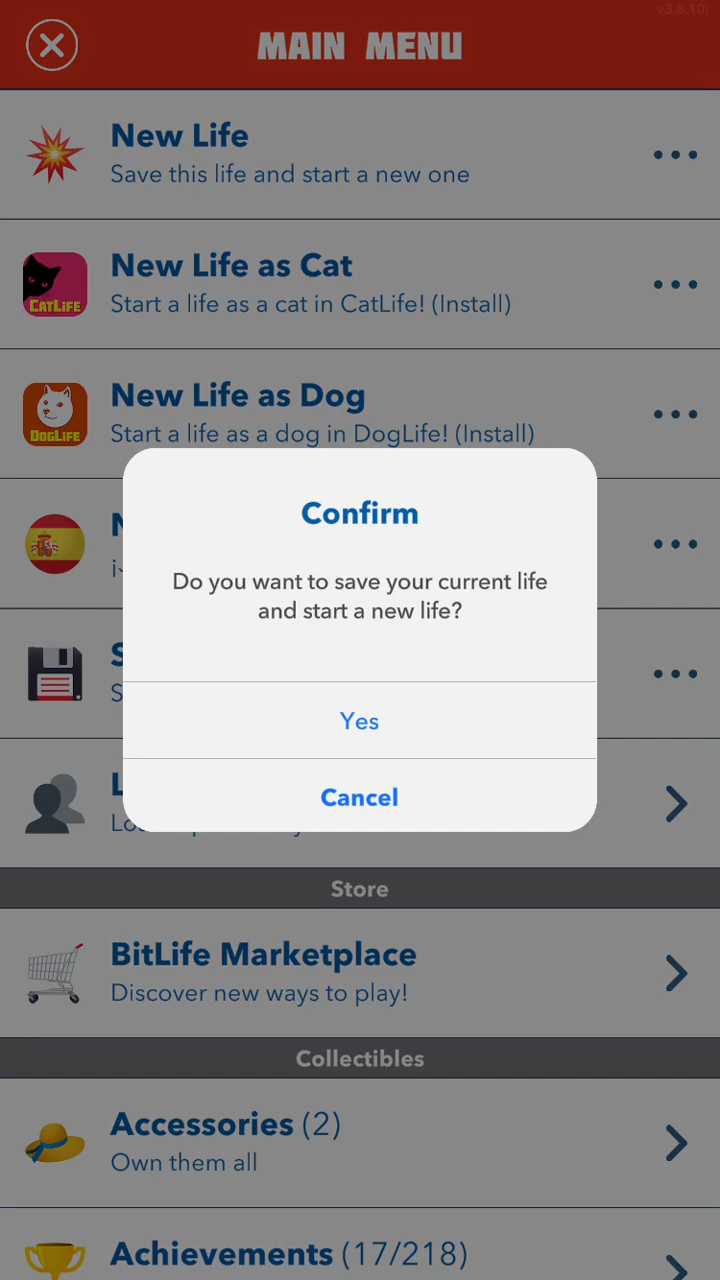 v3.8.10i
MAIN MENU
New Life
Save this life and start a new one
New Life as Cat
CATLIFE
Start a life as a cat in CatLife! (Install)
New Life as Dog
DOGLIFE
Start a life as a dog in DogLife! (Install)
Confirm
Do you want to save your current life
and start a new life?
Yes
Cancel
Store
BitLife Marketplace
Discover new ways to play!
Collectibles
Accessories (2)
Own them all
Achievements (17/218)